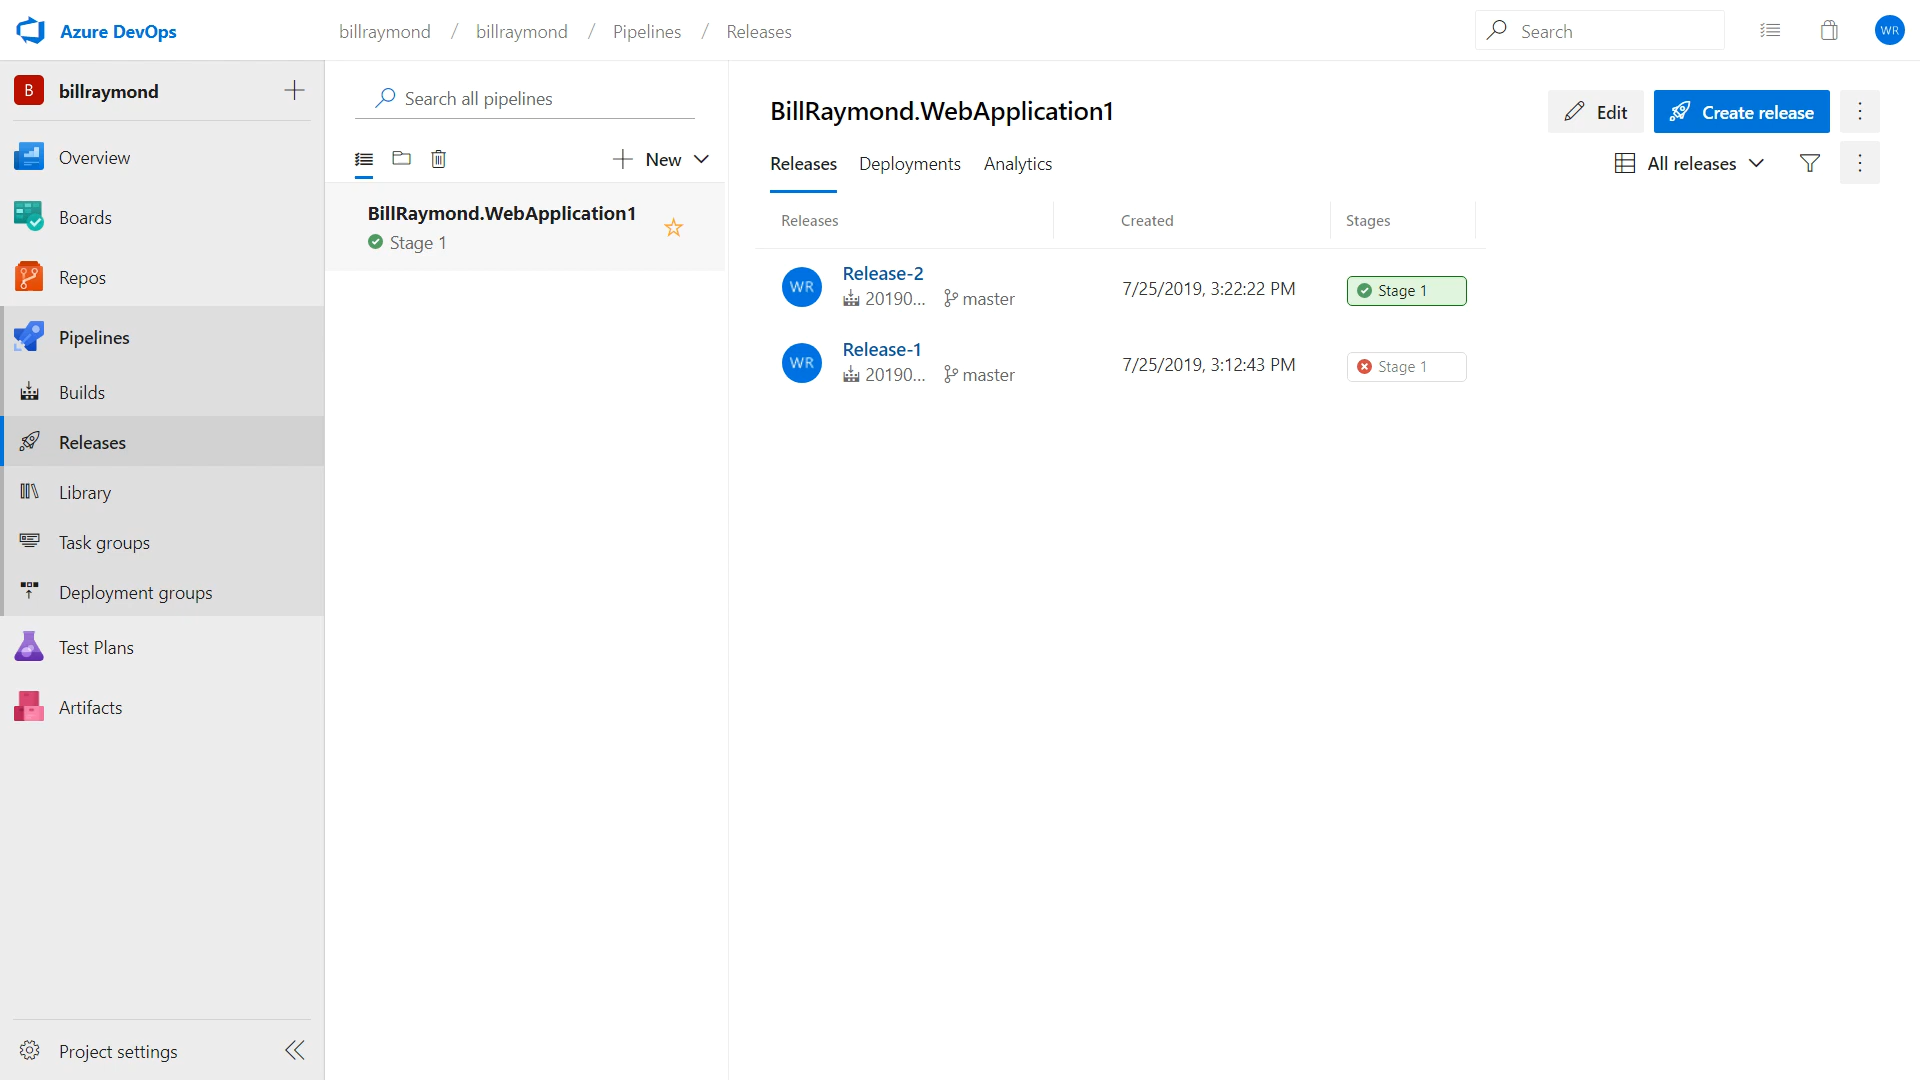 Azure DevOps
billraymond / billraymond / Pipelines / Releases
Search
WR
B billraymond
Overview
Boards
Repos
Pipelines
Builds
Releases
Library
Task groups
Deployment groups
Test Plans
Artifacts
Project settings
Search all pipelines
New
BillRaymond.WebApplication1
Stage 1
BillRaymond.WebApplication1
Edit
Create release
Releases Deployments Analytics
All releases
Releases Created Stages
WR Release-2
20190... master
7/25/2019, 3:22:22 PM
Stage 1
WR Release-1
20190... master
7/25/2019, 3:12:43 PM
Stage 1